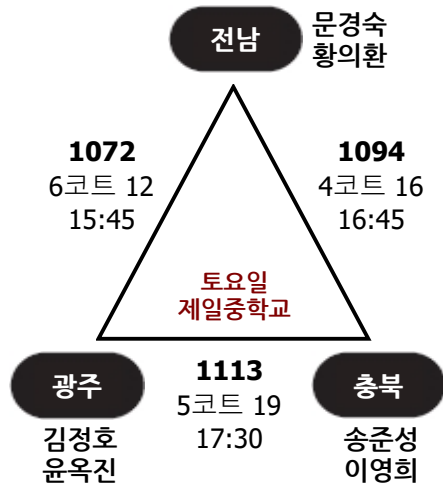 전남
문경숙
황의환
1072
6코트 12
15:45
1094
4코트 16
16:45
토요일
제일중학교
광주
김정호
윤옥진
1113
5코트 19
17:30
충북
송준성
이영희